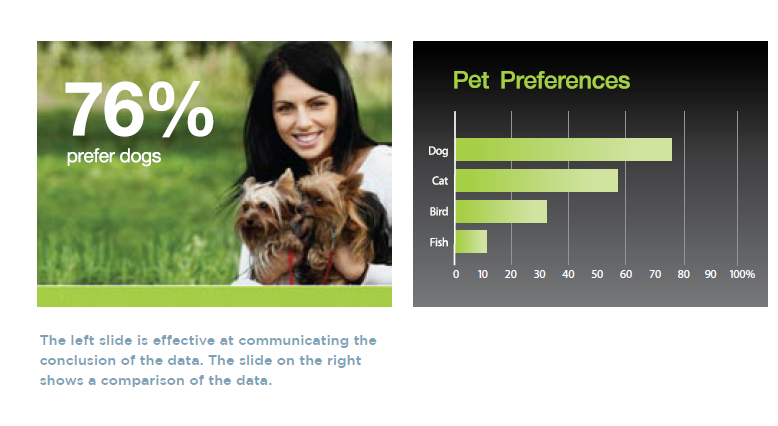 76%
prefer dogs
Pet Preferences
Dog
Cat
Bird
Fish
0 10 20 30 40 50 60 70 80 90 100%
The left slide is effective at communicating the
conclusion of the data. The slide on the right
shows a comparison of the data.